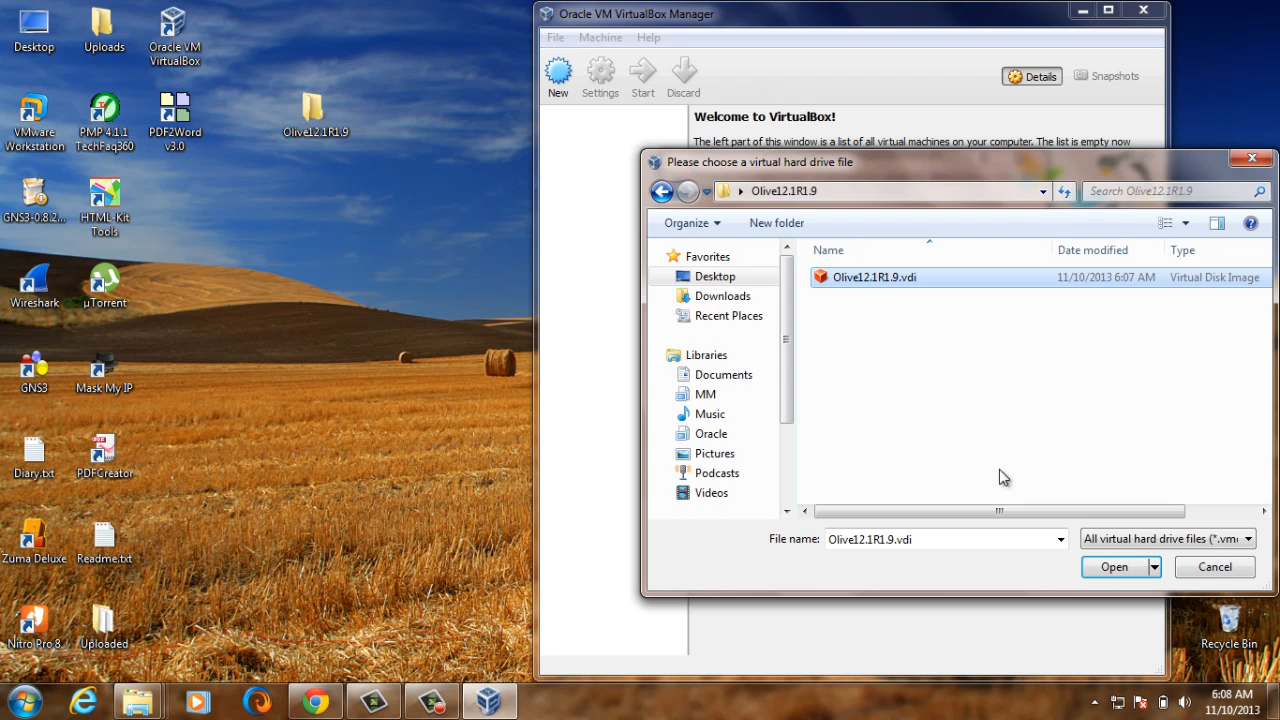 Desktop
Uploads
Oracle VM
VirtualBox
VMware
Workstation
PMP 4.1.1
TechFaq360
PDF2Word
v3.0
Olive12.1R1.9
GNS3-0.8.2...
HTML-Kit
Tools
Wireshark
µTorrent
GNS3
Mask My IP
Diary.txt
PDFCreator
Zuma Deluxe
Readme.txt
Nitro Pro 8
Uploaded
Oracle VM VirtualBox Manager
File Machine Help
New Settings Start Discard
Details Snapshots
Welcome to VirtualBox!
The left part of this window is a list of all virtual machines on your computer. The list is empty now
Please choose a virtual hard drive file
Olive12.1R1.9
Search Olive12.1R1.9
Organize New folder
Name Date modified Type
Olive12.1R1.9.vdi 11/10/2013 6:07 AM Virtual Disk Image
Favorites
Desktop
Downloads
Recent Places
Libraries
Documents
MM
Music
Oracle
Pictures
Podcasts
Videos
File name: Olive12.1R1.9.vdi All virtual hard drive files (*.vm
Open Cancel
Recycle Bin
6:08 AM
11/10/2013